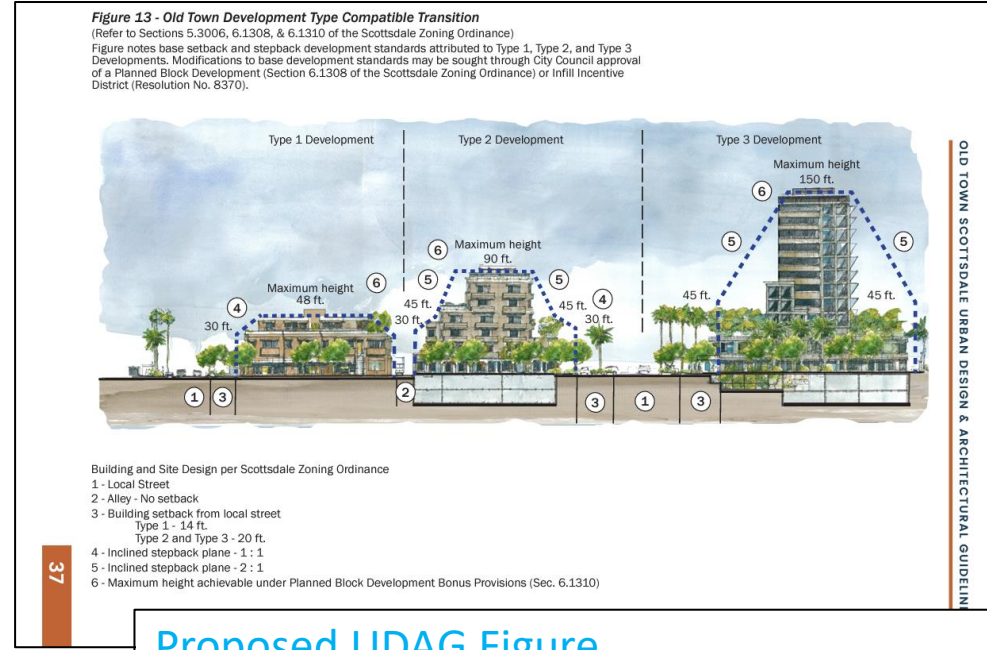 Figure 13 - Old Town Development Type Compatible Transition
(Refer to Sections 5.3006, 6.1308, & 6.1310 of the Scottsdale Zoning Ordinance)
Figure notes base setback and stepback development standards attributed to Type 1, Type 2, and Type 3
Developments. Modifications to base development standards may be sought through City Council approval
of a Planned Block Development (Section 6.1308 of the Scottsdale Zoning Ordinance) or Infill Incentive
District (Resolution No. 8370).
Type 1 Development
Type 2 Development
Type 3 Development
Maximum height
150 ft.
6
5
5
Maximum height
90 ft.
6
5
5
Maximum height
48 ft.
6
4
30 ft.
45 ft.
30 ft.
45 ft.
4
30 ft.
45 ft.
45 ft.
1
3
2
3
1
3
Building and Site Design per Scottsdale Zoning Ordinance
1 - Local Street
2 - Alley - No setback
3 - Building setback from local street
Type 1 - 14 ft.
Type 2 and Type 3 - 20 ft.
4 - Inclined stepback plane - 1 : 1
5 - Inclined stepback plane - 2 : 1
6 - Maximum height achievable under Planned Block Development Bonus Provisions (Sec. 6.1310)
37
OLD TOWN SCOTTSDALE URBAN DESIGN & ARCHITECTURAL GUIDELIN
Proposed UDAG Figure